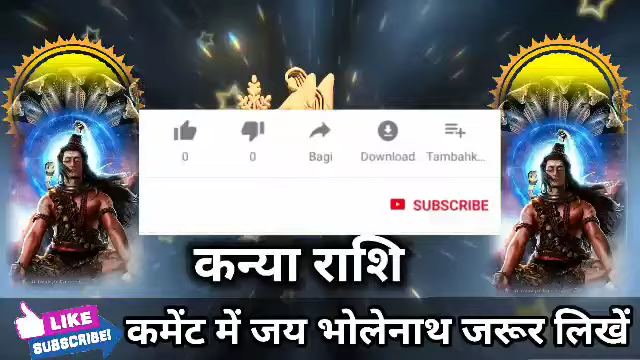 0 0 Bagi Download Tambahk...
SUBSCRIBE
कन्या राशि
LIKE
SUBSCRIBE!
कमेंट में जय भोलेनाथ जरूर लिखें